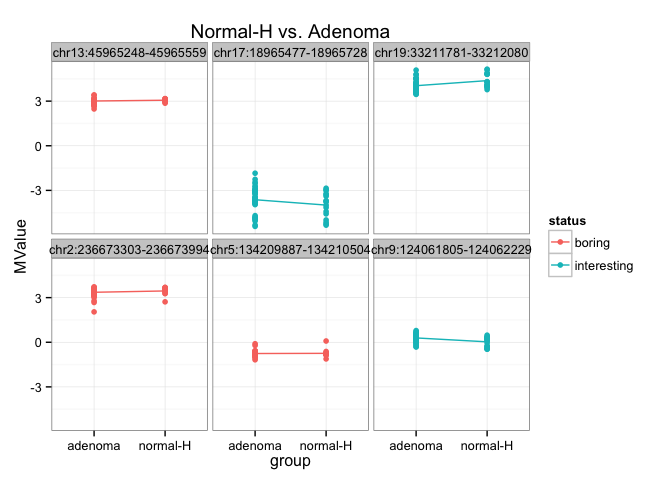 Normal-H vs. Adenoma
chr13:45965248-45965559 chr17:18965477-18965728 chr19:33211781-33212080
3
0
-3
chr2:236673303-236673994 chr5:134209887-134210504 chr9:124061805-124062229
3
0
-3
MValue
adenoma normal-H adenoma normal-H adenoma normal-H
group
status
boring
interesting